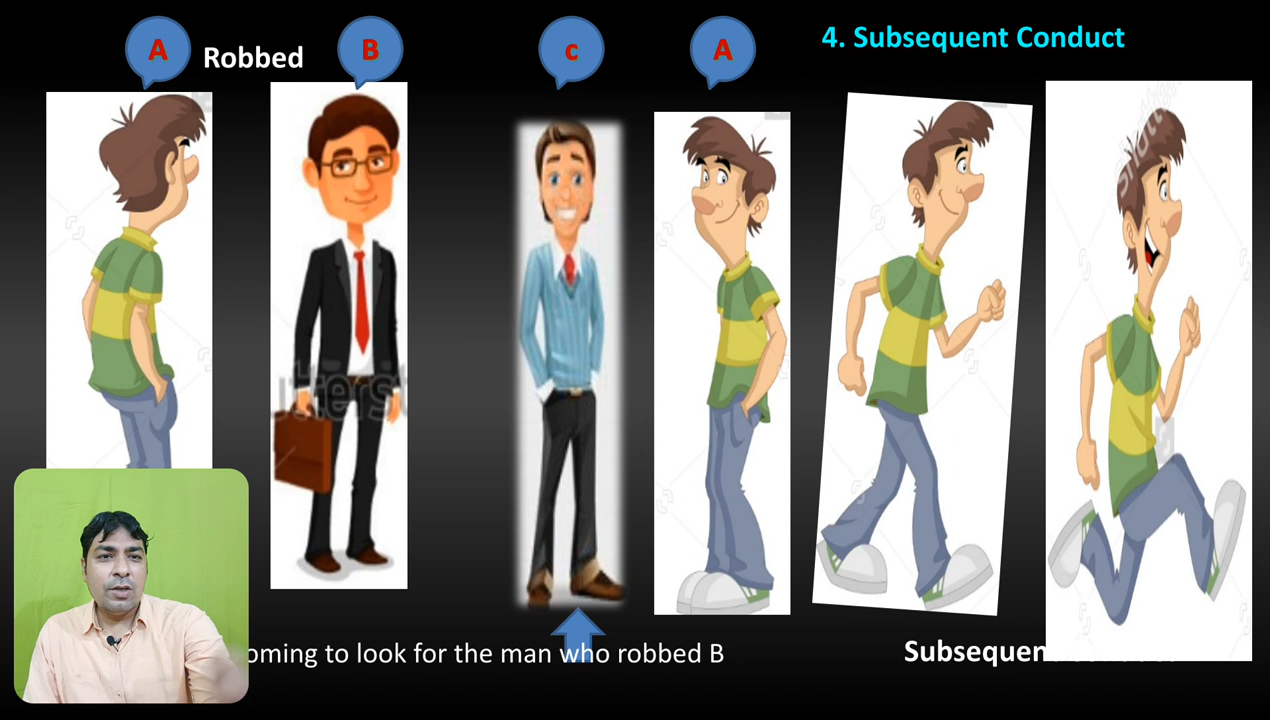 A
Robbed
B
c
A
4. Subsequent Conduct
oming to look for the man who robbed B
Subsequen